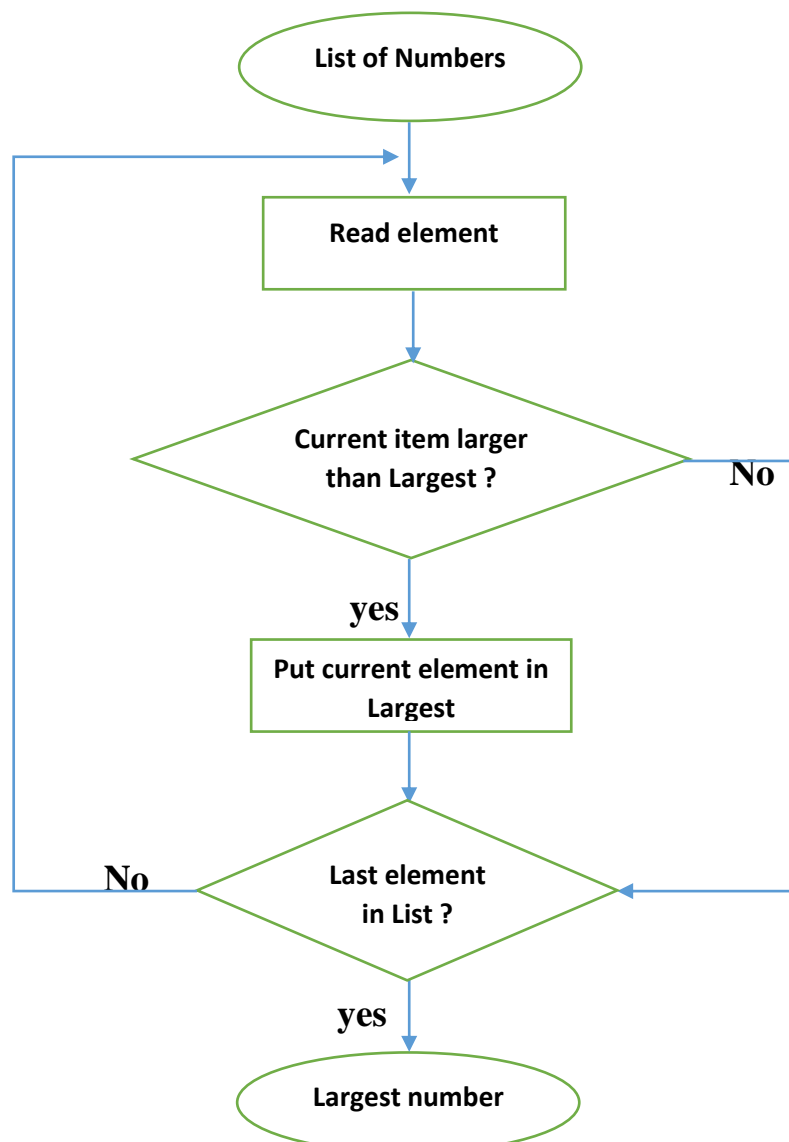 List of Numbers
Read element
Current item larger
than Largest ?
No
yes
Put current element in
Largest
No
Last element
in List ?
yes
Largest number